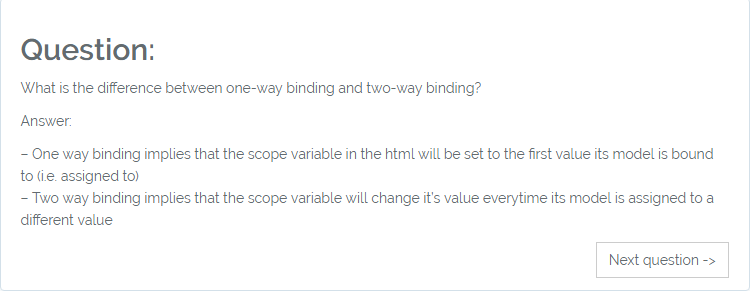 Question:
What is the difference between one-way binding and two-way binding?
Answer:
– One way binding implies that the scope variable in the html will be set to the first value its model is bound
to (i.e. assigned to)
– Two way binding implies that the scope variable will change it's value everytime its model is assigned to a
different value
Next question ->